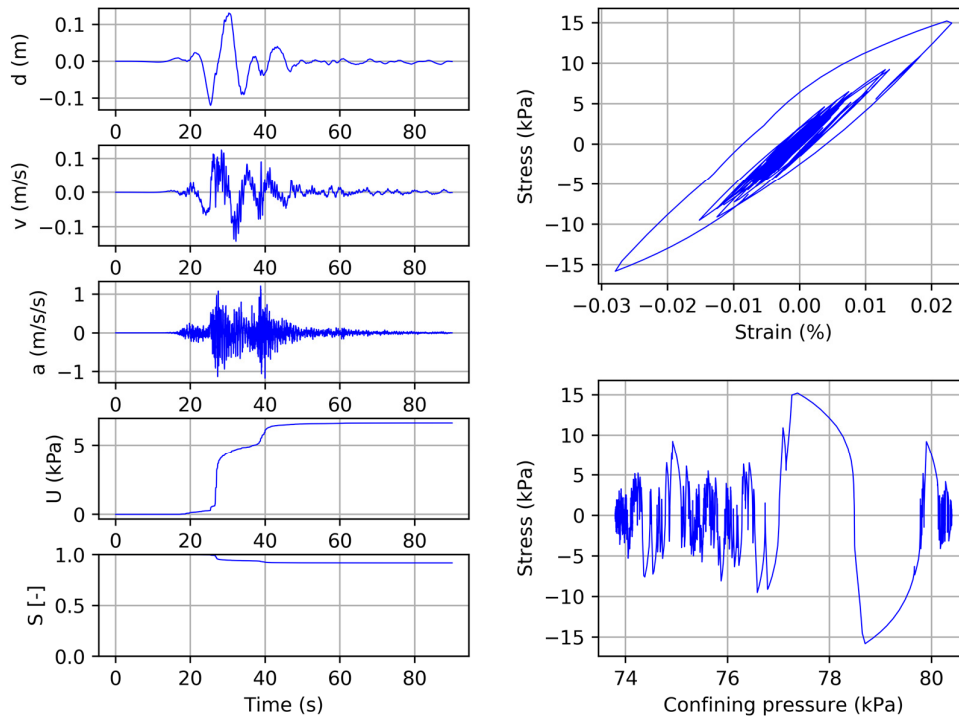 0.1
0.0
−0.1
d (m)
0 20 40 60 80
0.1
0.0
−0.1
v (m/s)
0 20 40 60 80
1
0
−1
a (m/s/s)
0 20 40 60 80
5
0
U (kPa)
0 20 40 60 80
1.0
0.5
0.0
S [-]
0 20 40 60 80
Time (s)
15
10
5
0
−5
−10
−15
Stress (kPa)
−0.03 −0.02 −0.01 0.00 0.01 0.02
Strain (%)
15
10
5
0
−5
−10
−15
Stress (kPa)
74 76 78 80
Confining pressure (kPa)